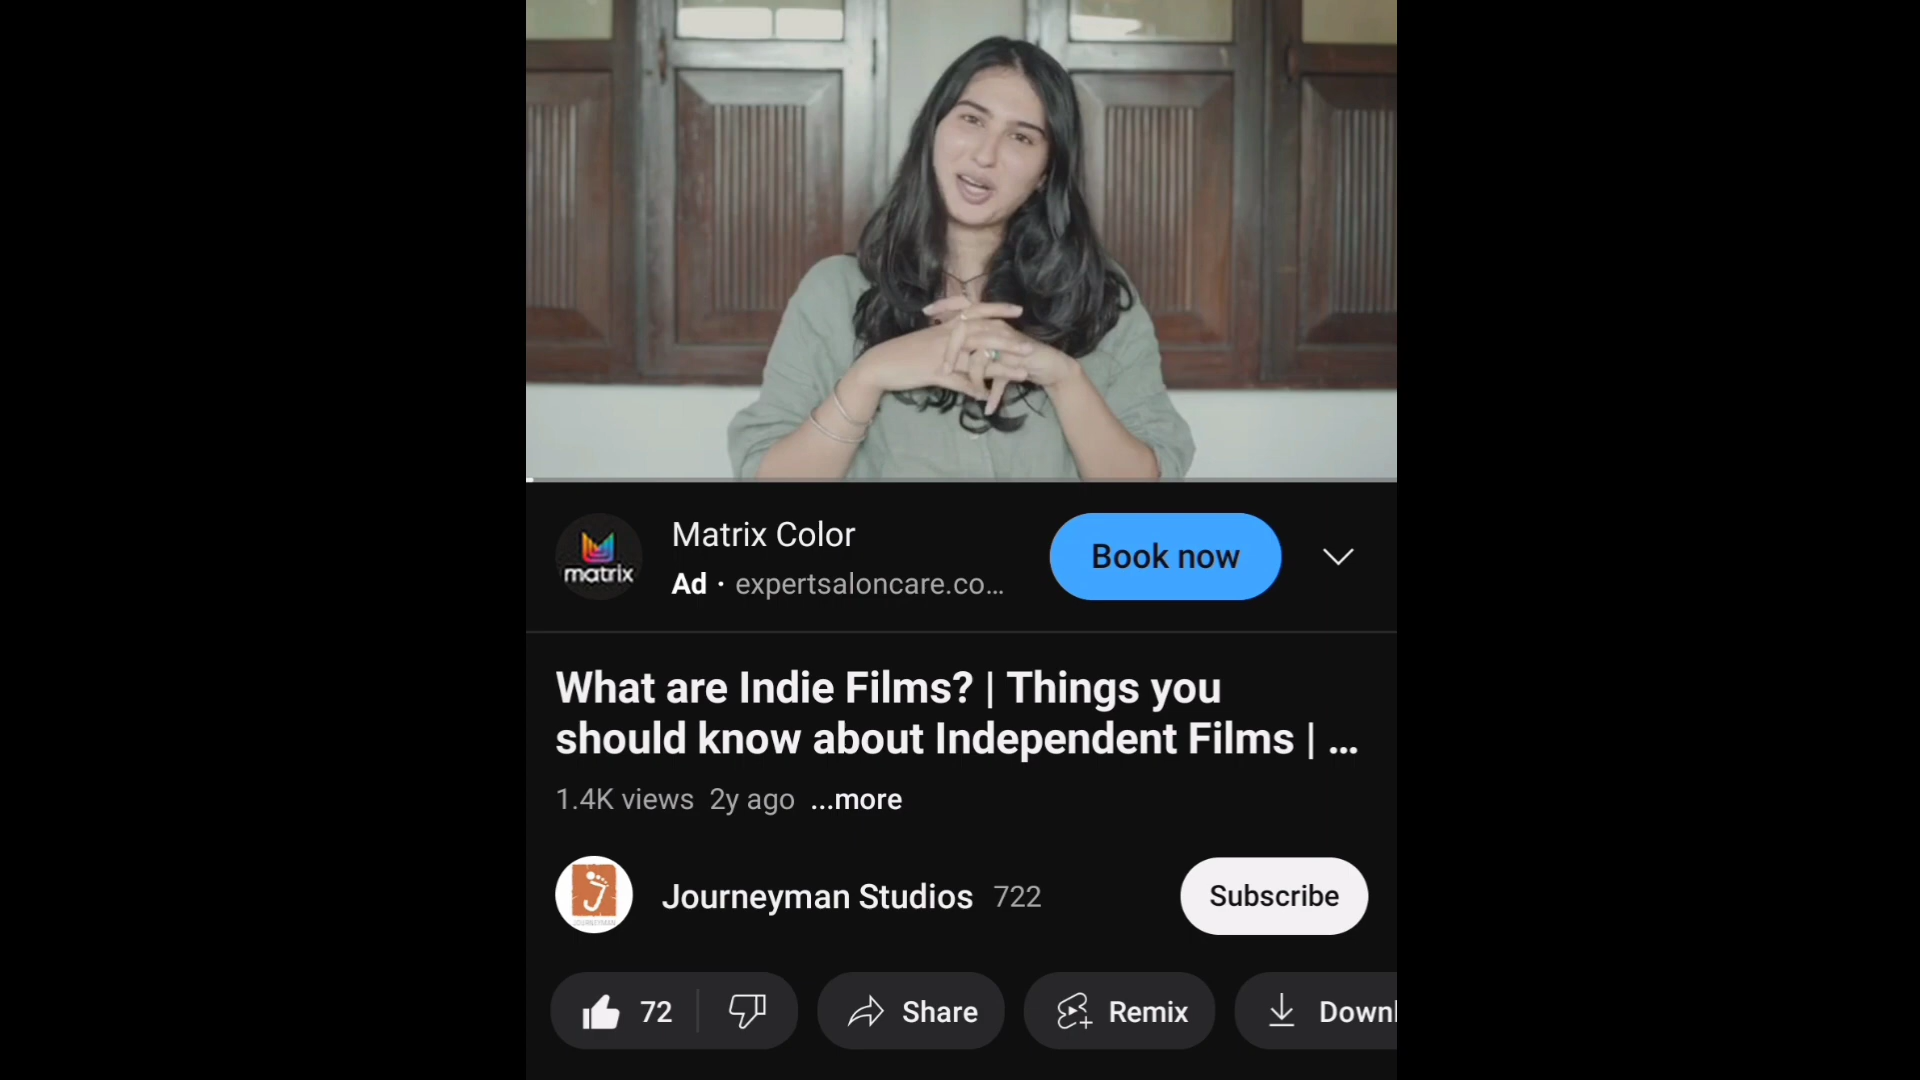 matrix
Matrix Color
Ad · expertsaloncare.co...
Book now
What are Indie Films? | Things you
should know about Independent Films | ...
1.4K views 2y ago ...more
Journeyman Studios 722
Subscribe
72
Share
Remix
Downl